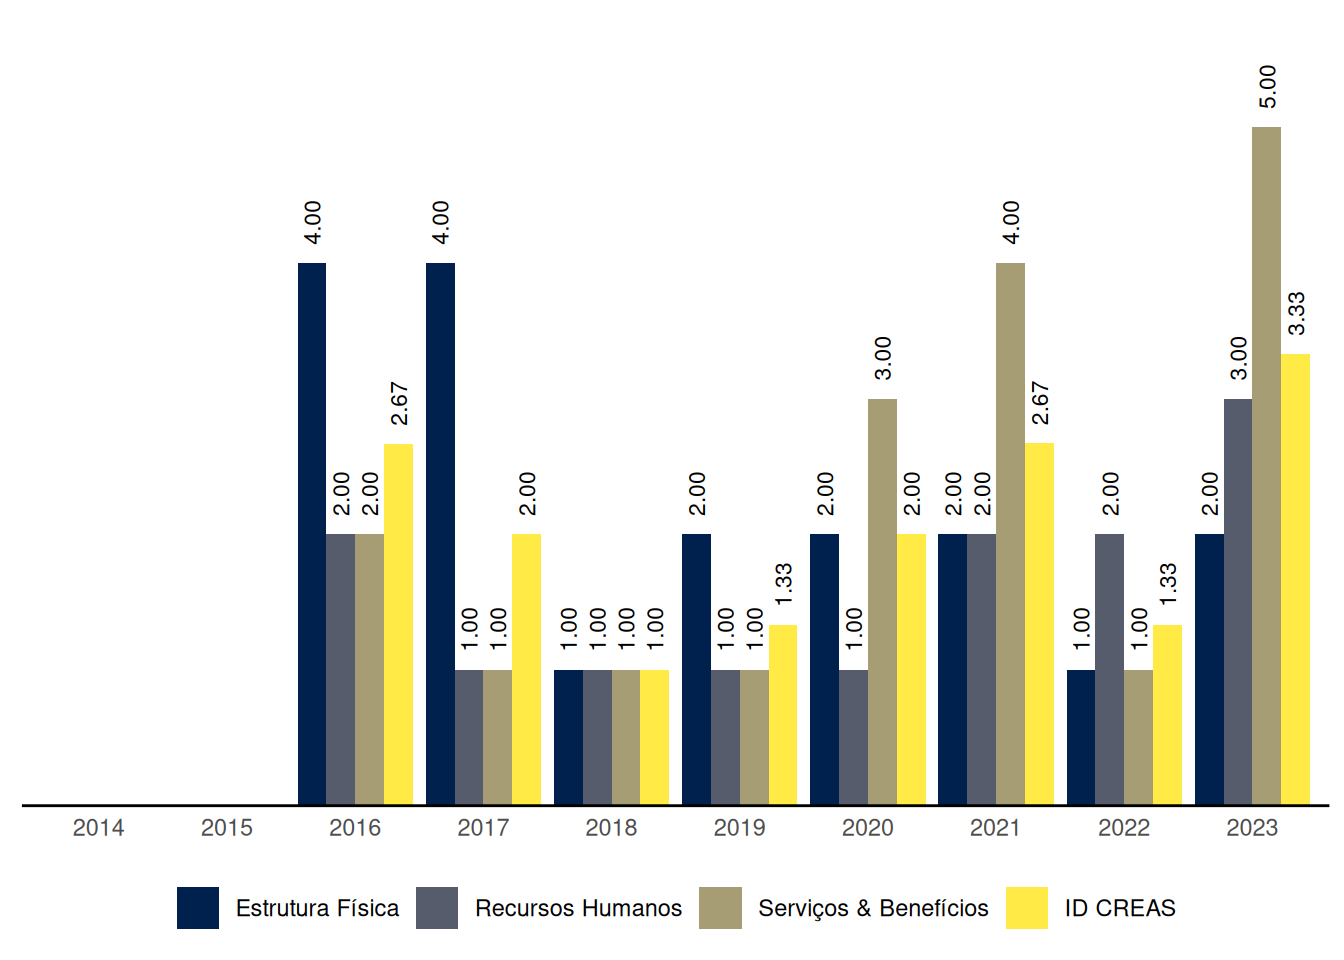 5.00
4.00 4.00 4.00
3.33
2.67 3.00 2.67 3.00
2.00 2.00 2.00 2.00 2.00 2.00 2.00 2.00 2.00 2.00
1.33 1.33
1.00 1.00 1.00 1.00 1.00 1.00 1.00 1.00 1.00 1.00 1.00
2014 2015 2016 2017 2018 2019 2020 2021 2022 2023
Estrutura Física Recursos Humanos Serviços & Benefícios ID CREAS